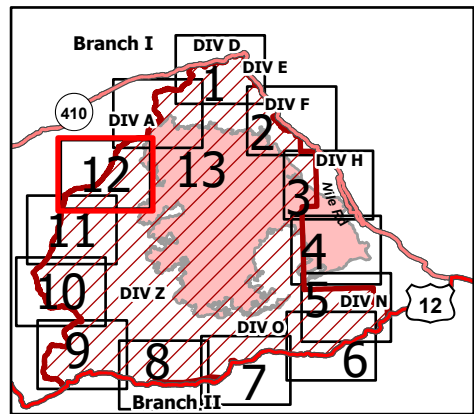 Branch I
DIV D
DIV E
1
410
DIV A
DIV F
2
12
13
DIV H
3
Nile Rd
11
4
10
DIV Z
5
DIV N
12
DIV O
9
8
7
6
Branch II